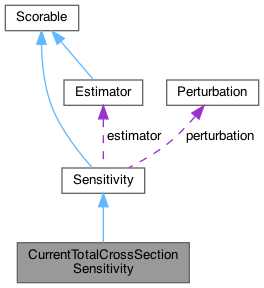 Scorable
Estimator
Perturbation
estimator
perturbation
Sensitivity
CurrentTotalCrossSection
Sensitivity